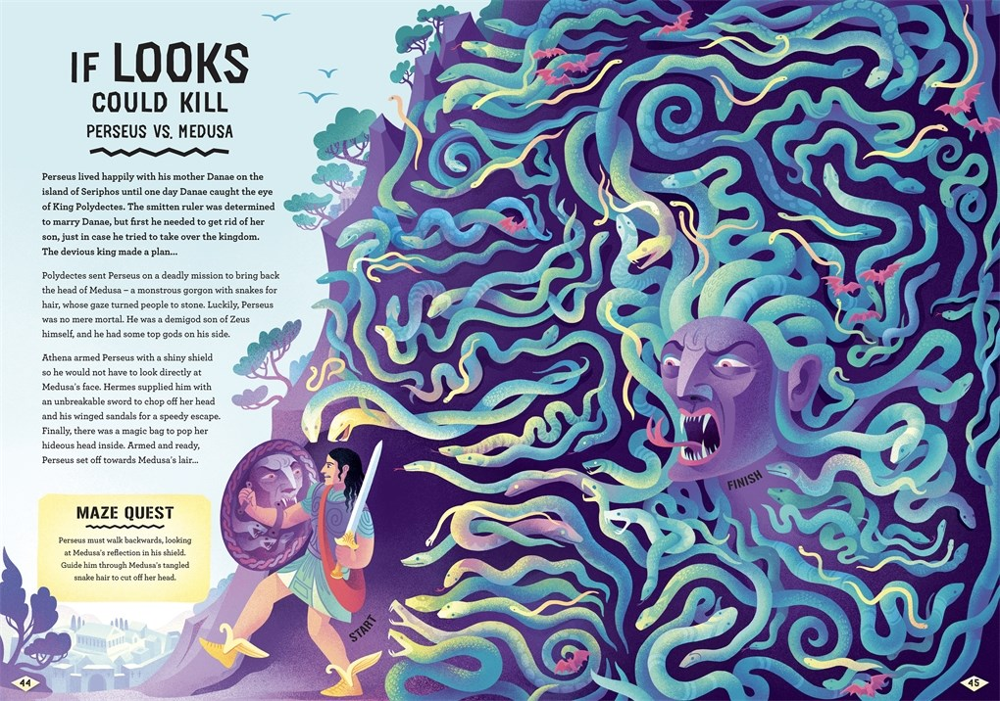 IF LOOKS
COULD KILL
PERSEUS VS. MEDUSA
Perseus lived happily with his mother Danae on the
island of Seriphos until one day Danae caught the eye
of King Polydectes. The smitten ruler was determined
to marry Danae, but first he needed to get rid of her
son, just in case he tried to take over the kingdom.
The devious king made a plan...
Polydectes sent Perseus on a deadly mission to bring back
the head of Medusa – a monstrous gorgon with snakes for
hair, whose gaze turned people to stone. Luckily, Perseus
was no mere mortal. He was a demigod son of Zeus
himself, and he had some top gods on his side.
Athena armed Perseus with a shiny shield
so he would not have to look directly at
Medusa's face. Hermes supplied him with
an unbreakable sword to chop off her head
and his winged sandals for a speedy escape.
Finally, there was a magic bag to pop her
hideous head inside. Armed and ready,
Perseus set off towards Medusa's lair...
MAZE QUEST
Perseus must walk backwards, looking
at Medusa's reflection in his shield.
Guide him through Medusa's tangled
snake hair to cut off her head.
START
FINISH
44
45